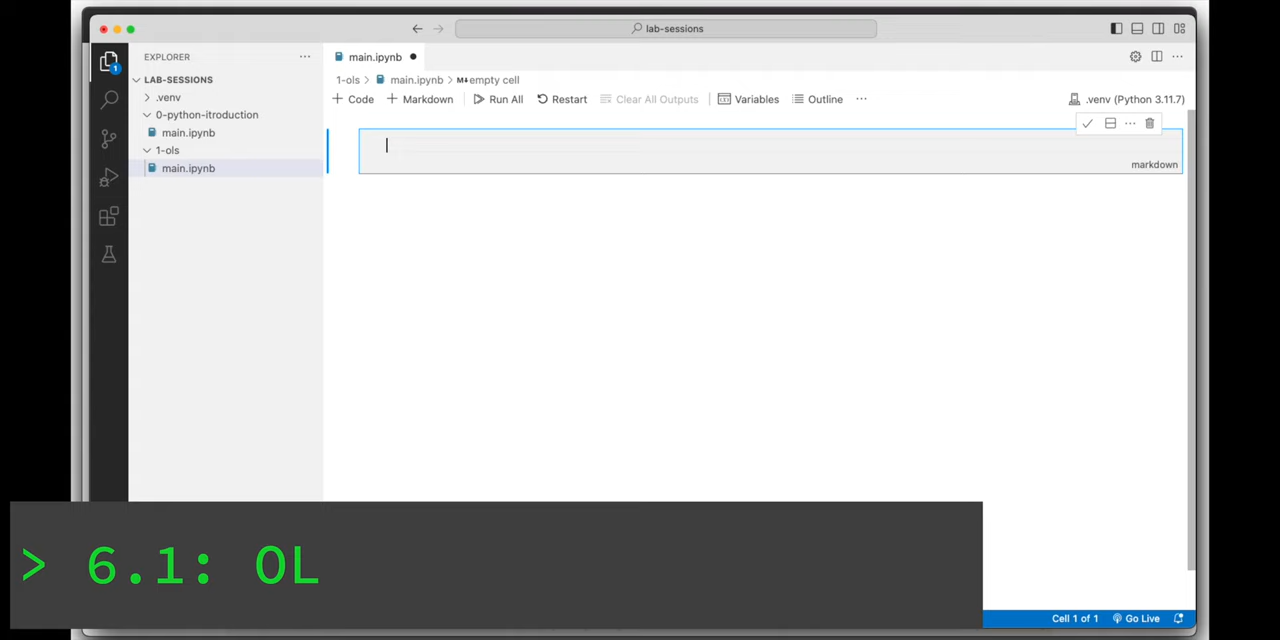 lab-sessions
EXPLORER
main.ipynb
LAB-SESSIONS
1-ols > main.ipynb > M↓ empty cell
.venv
Code
Markdown
Run All
Restart
Clear All Outputs
Variables
Outline
.venv (Python 3.11.7)
0-python-itroduction
main.ipynb
1-ols
main.ipynb
1
markdown
> 6.1: OL
Cell 1 of 1
Go Live